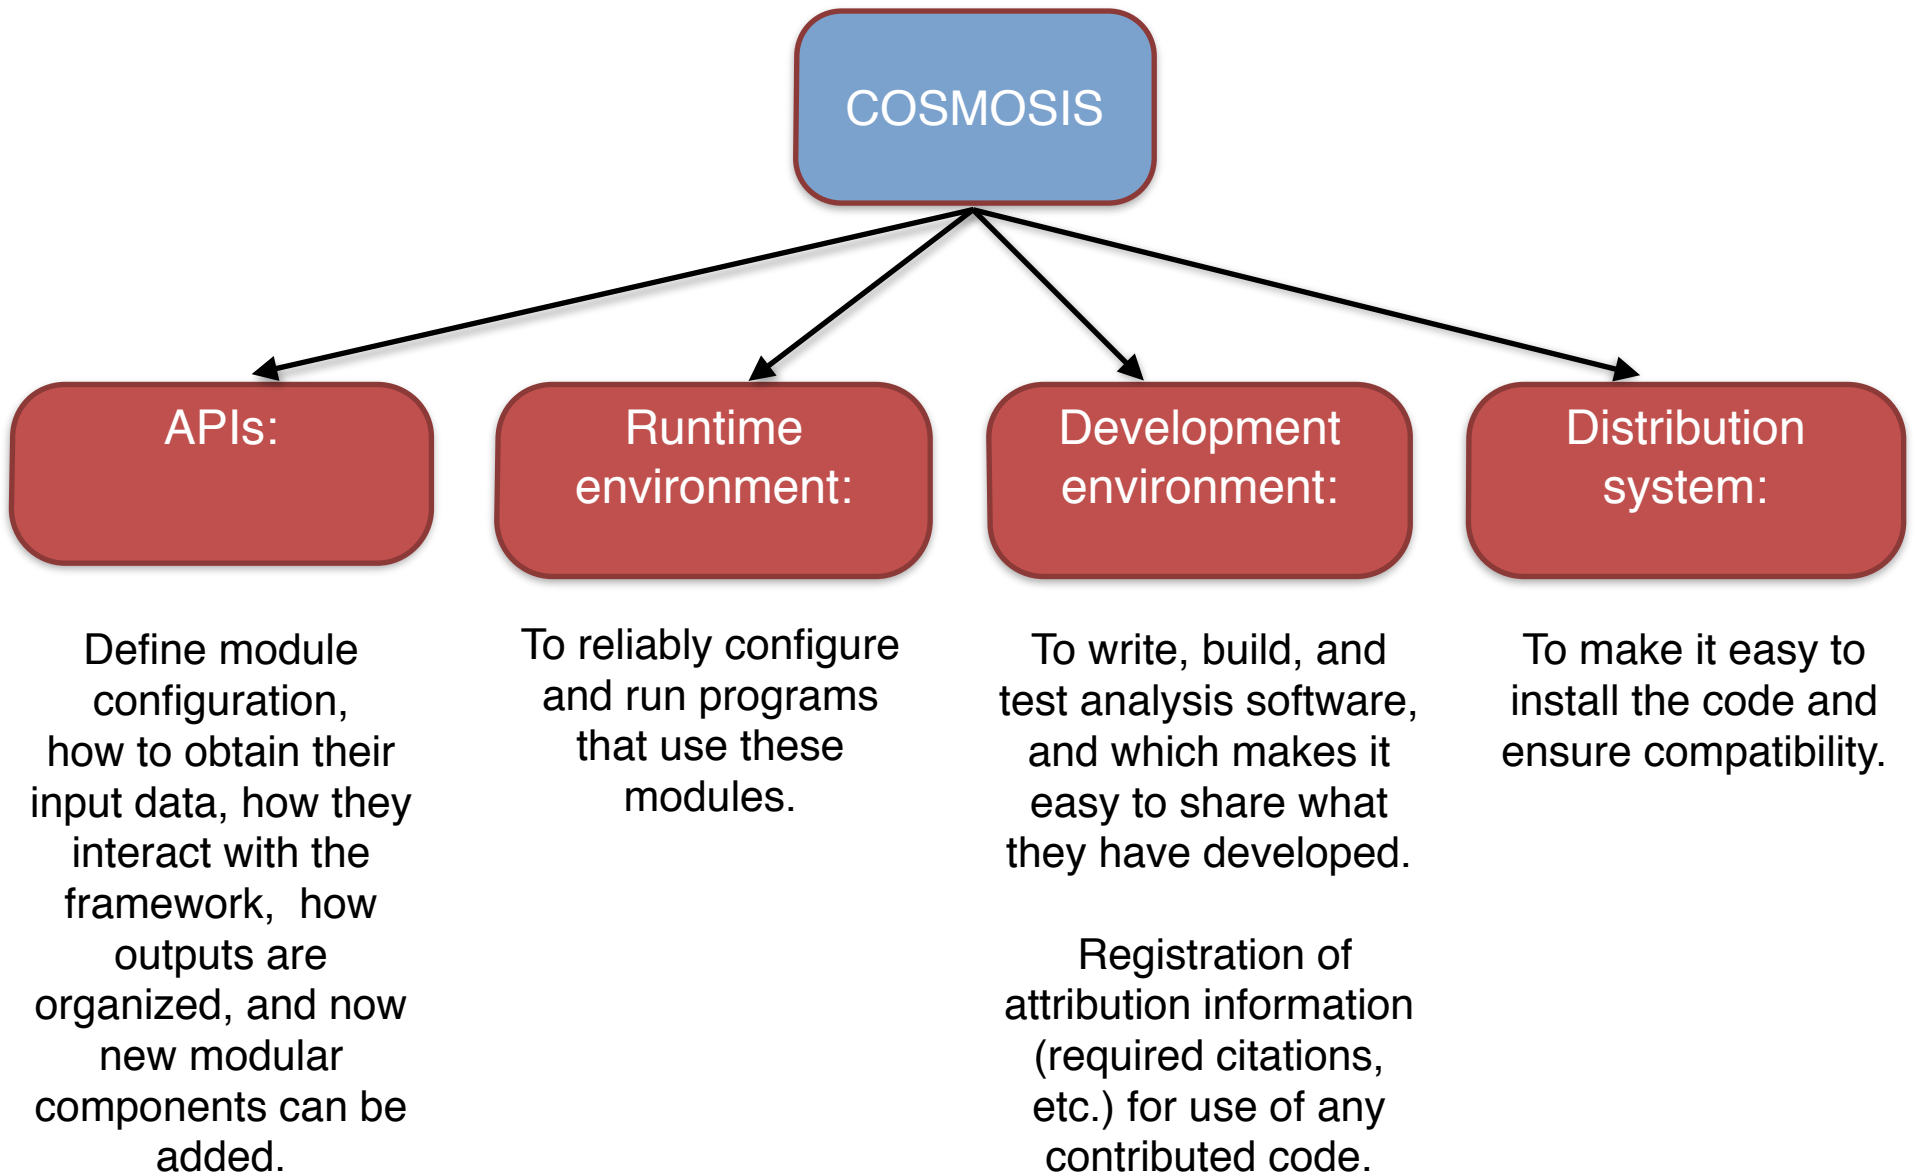 COSMOSIS
APIs:
Define module
configuration,
how to obtain their
input data, how they
interact with the
framework,  how
outputs are
organized, and now
new modular
components can be
added.
Runtime
environment:
To reliably configure
and run programs
that use these
modules.
Development
environment:
To write, build, and
test analysis software,
and which makes it
easy to share what
they have developed.
Registration of
attribution information
(required citations,
etc.) for use of any
contributed code.
Distribution
system:
To make it easy to
install the code and
ensure compatibility.